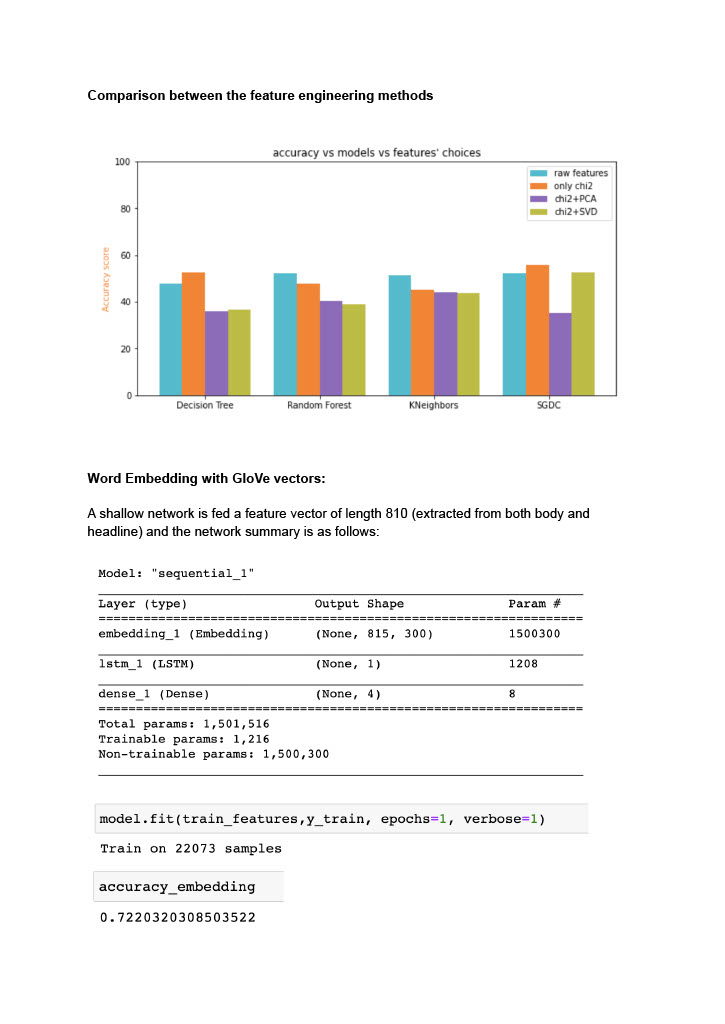 Comparison between the feature engineering methods
accuracy vs models vs features' choices
100
80
60
40
20
0
Accuracy score
raw features
only chi2
chi2+PCA
chi2+SVD
Decision Tree Random Forest KNeighbors SGDC
Word Embedding with GloVe vectors:
A shallow network is fed a feature vector of length 810 (extracted from both body and
headline) and the network summary is as follows:
Model: "sequential_1"
Layer (type) Output Shape Param #
=================================================================
embedding_1 (Embedding) (None, 815, 300) 1500300
lstm_1 (LSTM) (None, 1) 1208
dense_1 (Dense) (None, 4) 8
=================================================================
Total params: 1,501,516
Trainable params: 1,216
Non-trainable params: 1,500,300
model.fit(train_features,y_train, epochs=1, verbose=1)
Train on 22073 samples
accuracy_embedding
0.7220320308503522